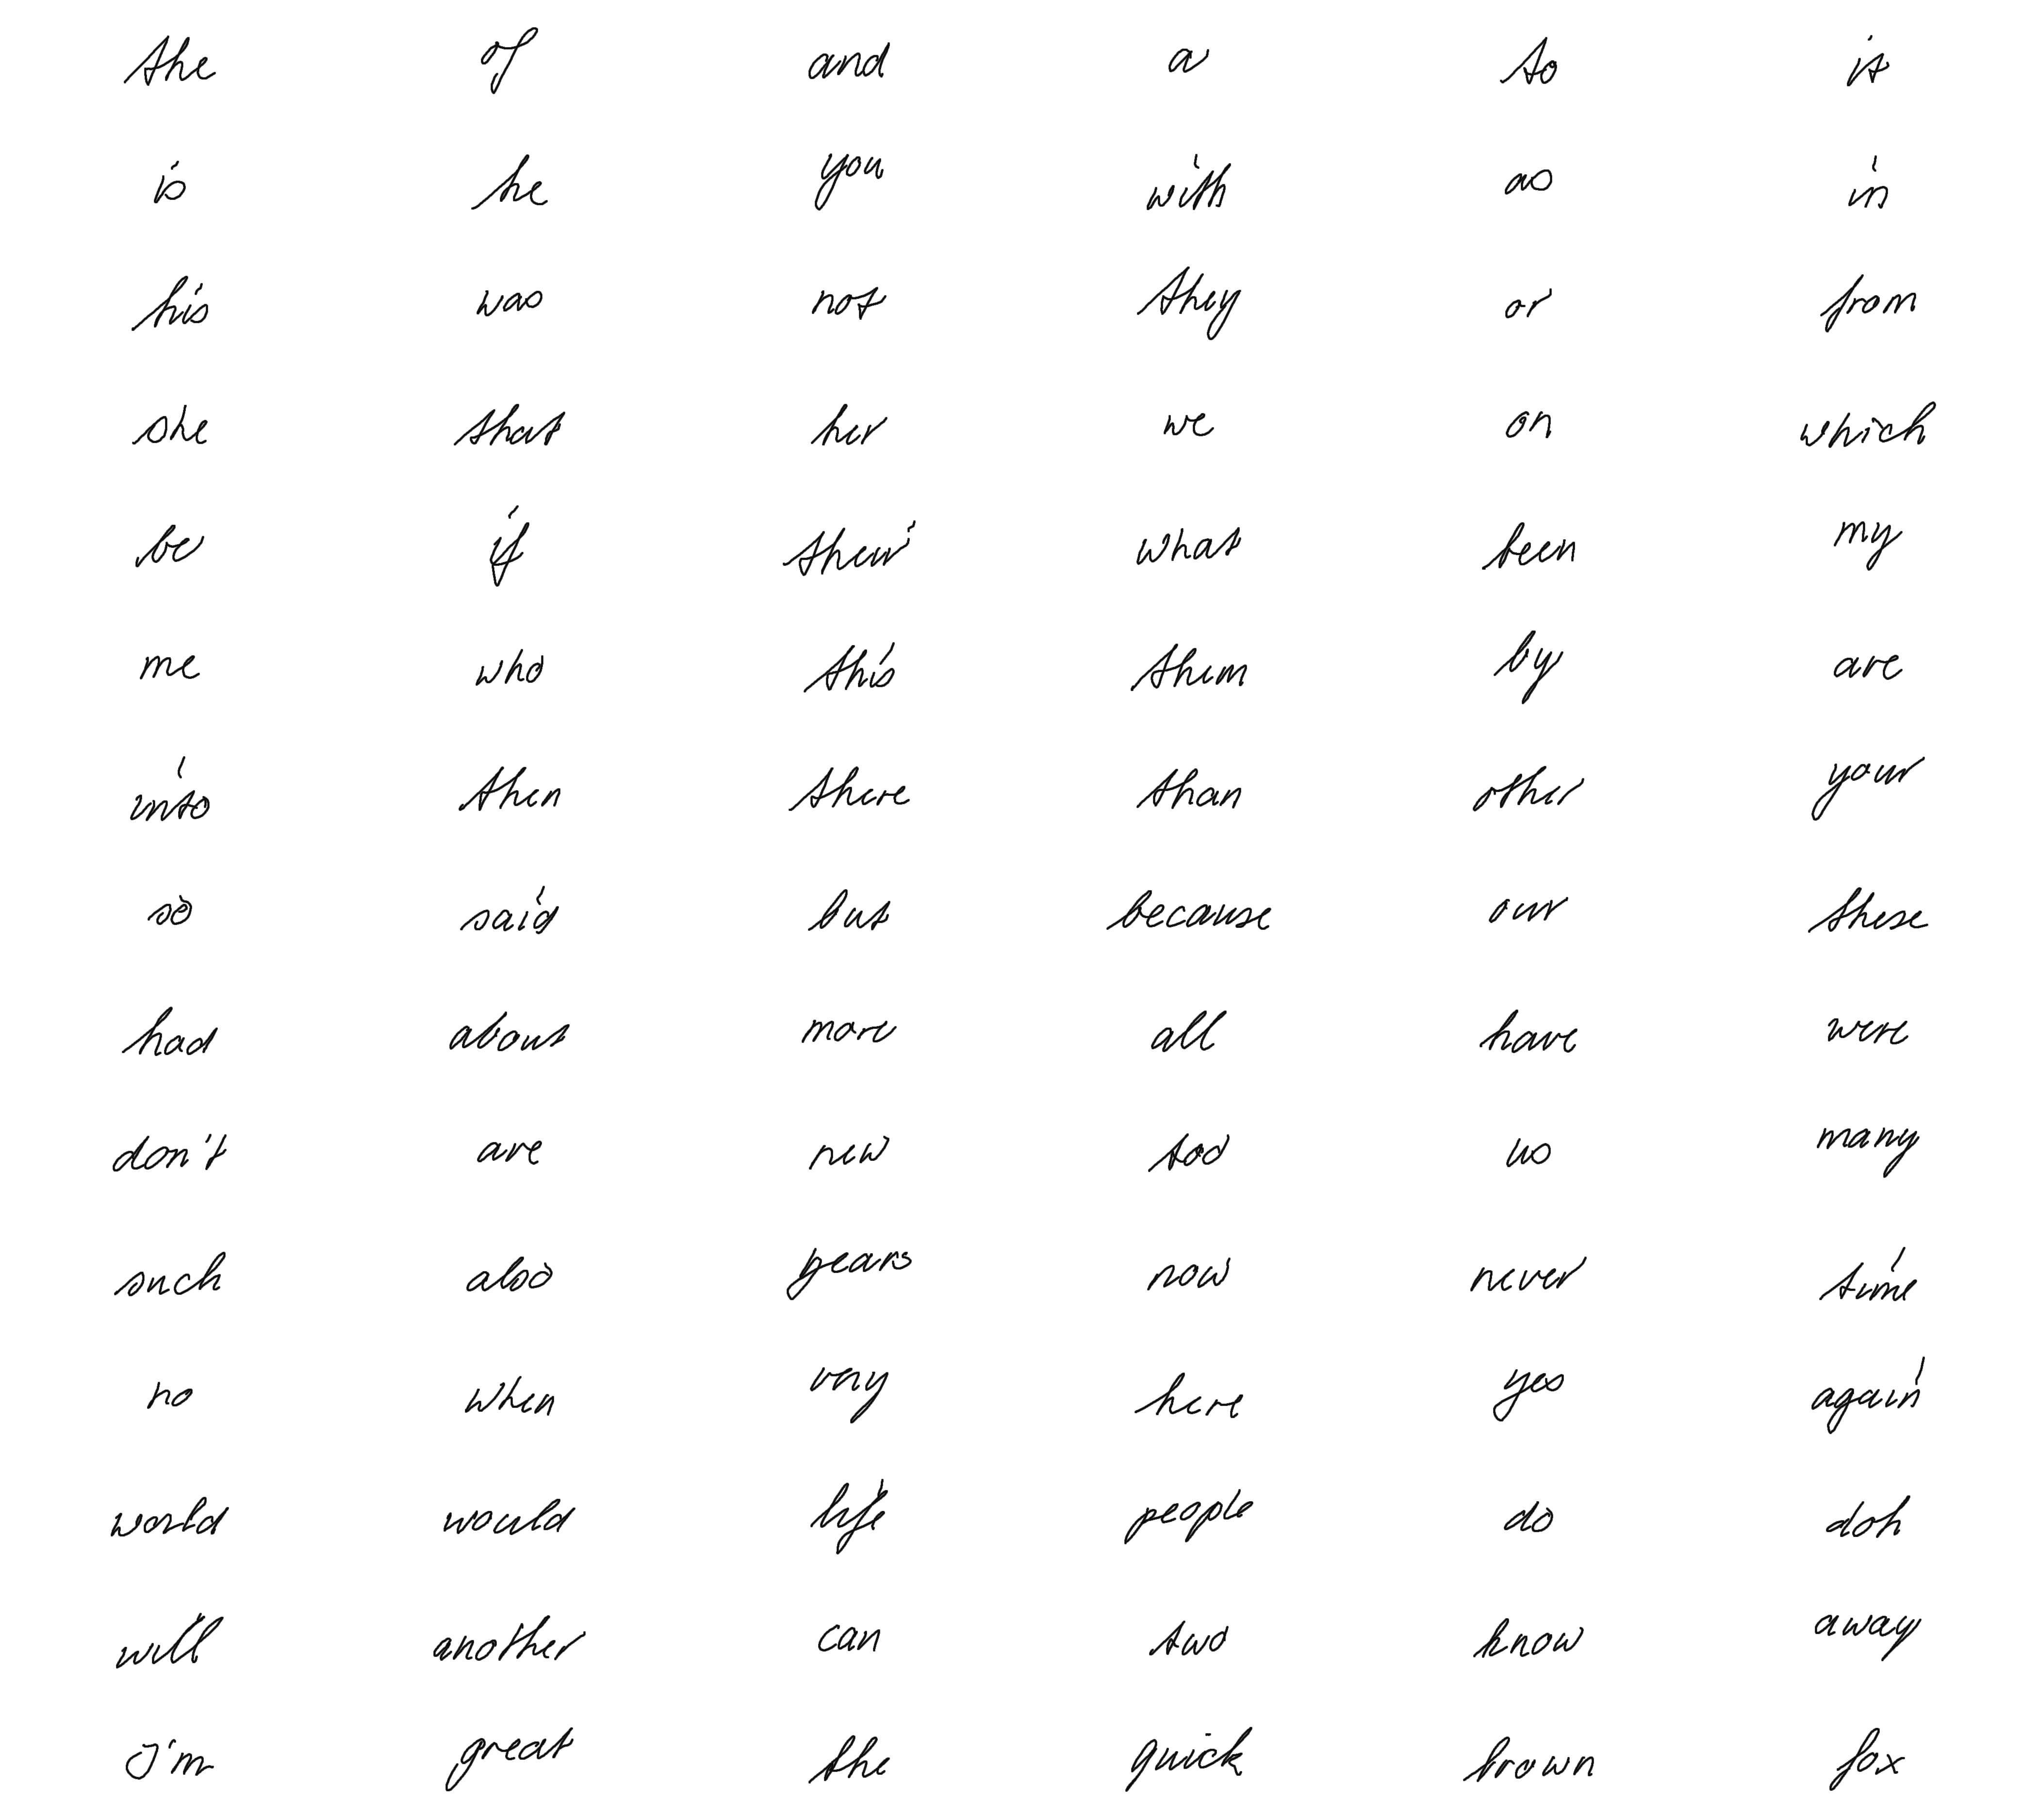 the of and a to it
is he you with as in
his was not they or from
she that her we on which
be if their what been my
me who this them by are
into then there than other your
so said but because our these
had about more all have were
don't are new too us many
such also years now never time
no when very here yes again
world would life people do doh
will another can two know away
I'm great the quick brown fox